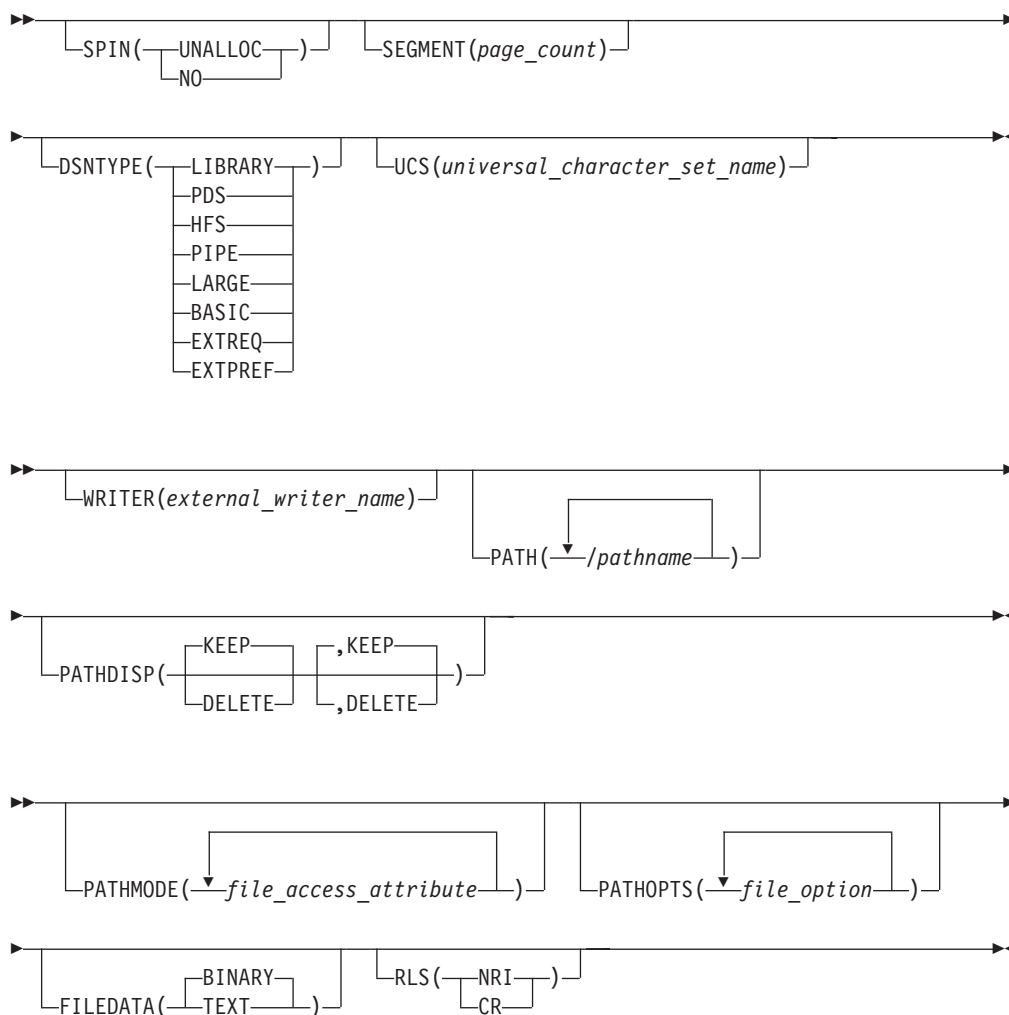 SPIN( UNALLOC ) SEGMENT(page_count)
NO
DSNTYPE( LIBRARY ) UCS(universal_character_set_name)
PDS
HFS
PIPE
LARGE
BASIC
EXTREQ
EXTPREF
WRITER(external_writer_name)
PATH( /pathname )
KEEP ,KEEP
PATHDISP( )
DELETE ,DELETE
PATHMODE( file_access_attribute ) PATHOPTS( file_option )
BINARY RLS( NRI )
FILEDATA( TEXT ) CR